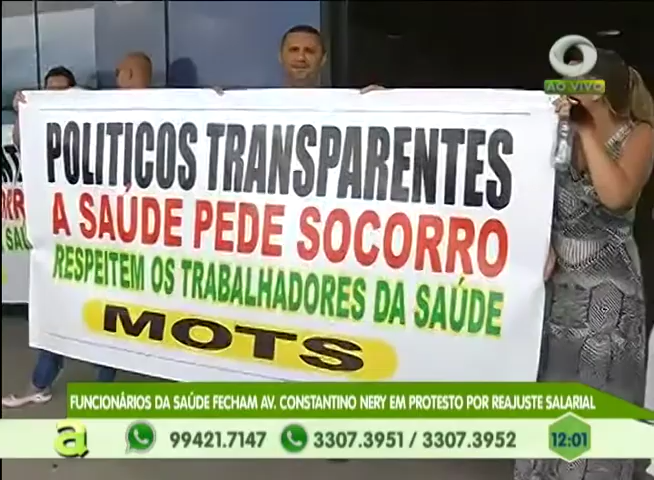 AO VIVO
POLITICOS TRANSPARENTES
A SAÚDE PEDE SOCORRO
RESPEITEM OS TRABALHADORES DA SAÚDE
MOTS
FUNCIONÁRIOS DA SAÚDE FECHAM AV. CONSTANTINO NERY EM PROTESTO POR REAJUSTE SALARIAL
a 99421.7147 3307.3951 / 3307.3952 12:01